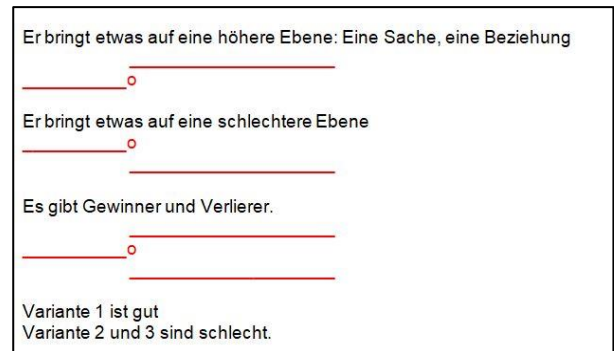 Er bringt etwas auf eine höhere Ebene: Eine Sache, eine Beziehung
Er bringt etwas auf eine schlechtere Ebene
Es gibt Gewinner und Verlierer.
Variante 1 ist gut
Variante 2 und 3 sind schlecht.